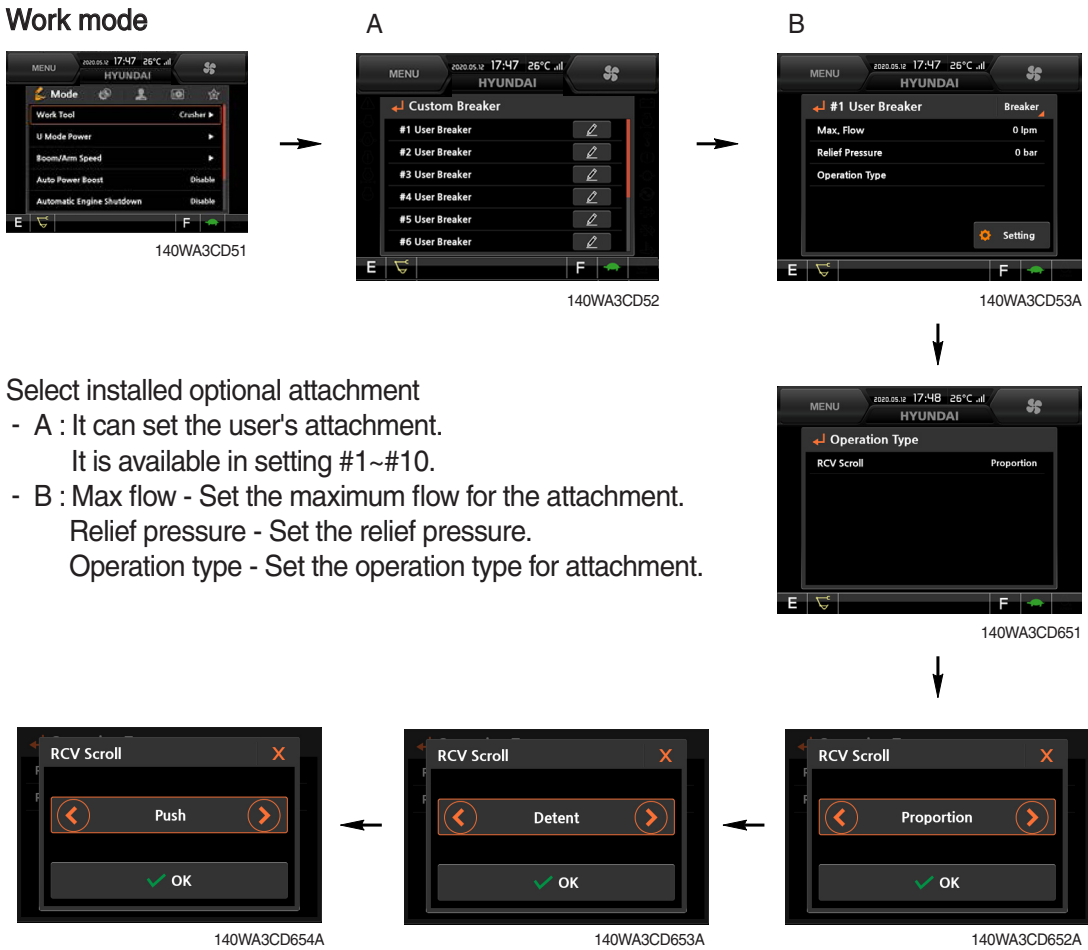 Work mode
A
B
MENU
2020.05.12 17:47 26°C
HYUNDAI
Mode
Work Tool Crusher ▶
U Mode Power ▶
Boom/Arm Speed ▶
Auto Power Boost Disable
Automatic Engine Shutdown Disable
E F
140WA3CD51
MENU
2020.05.12 17:47 26°C
HYUNDAI
Custom Breaker
#1 User Breaker
#2 User Breaker
#3 User Breaker
#4 User Breaker
#5 User Breaker
#6 User Breaker
E F
140WA3CD52
MENU
2020.05.12 17:47 26°C
HYUNDAI
#1 User Breaker Breaker
Max, Flow 0 lpm
Relief Pressure 0 bar
Operation Type
Setting
E F
140WA3CD53A
Select installed optional attachment
- A : It can set the user's attachment.
It is available in setting #1~#10.
- B : Max flow - Set the maximum flow for the attachment.
Relief pressure - Set the relief pressure.
Operation type - Set the operation type for attachment.
MENU
2020.05.12 17:48 26°C
HYUNDAI
Operation Type
RCV Scroll Proportion
E F
140WA3CD651
RCV Scroll X
Push
OK
140WA3CD654A
RCV Scroll X
Detent
OK
140WA3CD653A
RCV Scroll X
Proportion
OK
140WA3CD652A